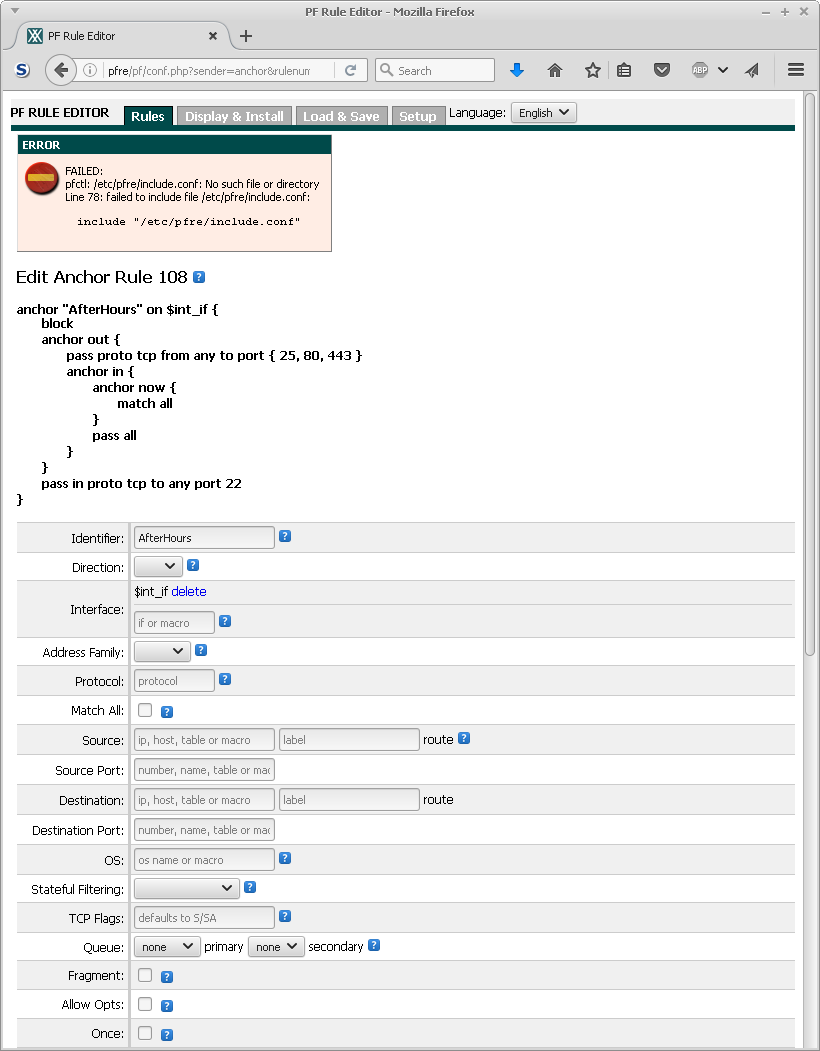 PF Rule Editor - Mozilla Firefox
PF Rule Editor
S pfre/pf/conf.php?sender=anchor&rulenum Search ABP
PF RULE EDITOR Rules Display & Install Load & Save Setup Language: English
ERROR
FAILED:
pfctl: /etc/pfre/include.conf: No such file or directory
Line 78: failed to include file /etc/pfre/include.conf:
include "/etc/pfre/include.conf"
Edit Anchor Rule 108 ?
anchor "AfterHours" on $int_if {
block
anchor out {
pass proto tcp from any to port { 25, 80, 443 }
anchor in {
anchor now {
match all
}
pass all
}
}
pass in proto tcp to any port 22
}
Identifier: AfterHours ?
Direction: ?
$int_if delete
Interface:
if or macro ?
Address Family: ?
Protocol: protocol ?
Match All: ?
Source: ip, host, table or macro label route ?
Source Port: number, name, table or mac
Destination: ip, host, table or macro label route
Destination Port: number, name, table or mac
OS: os name or macro ?
Stateful Filtering: ?
TCP Flags: defaults to S/SA ?
Queue: none primary none secondary ?
Fragment: ?
Allow Opts: ?
Once: ?